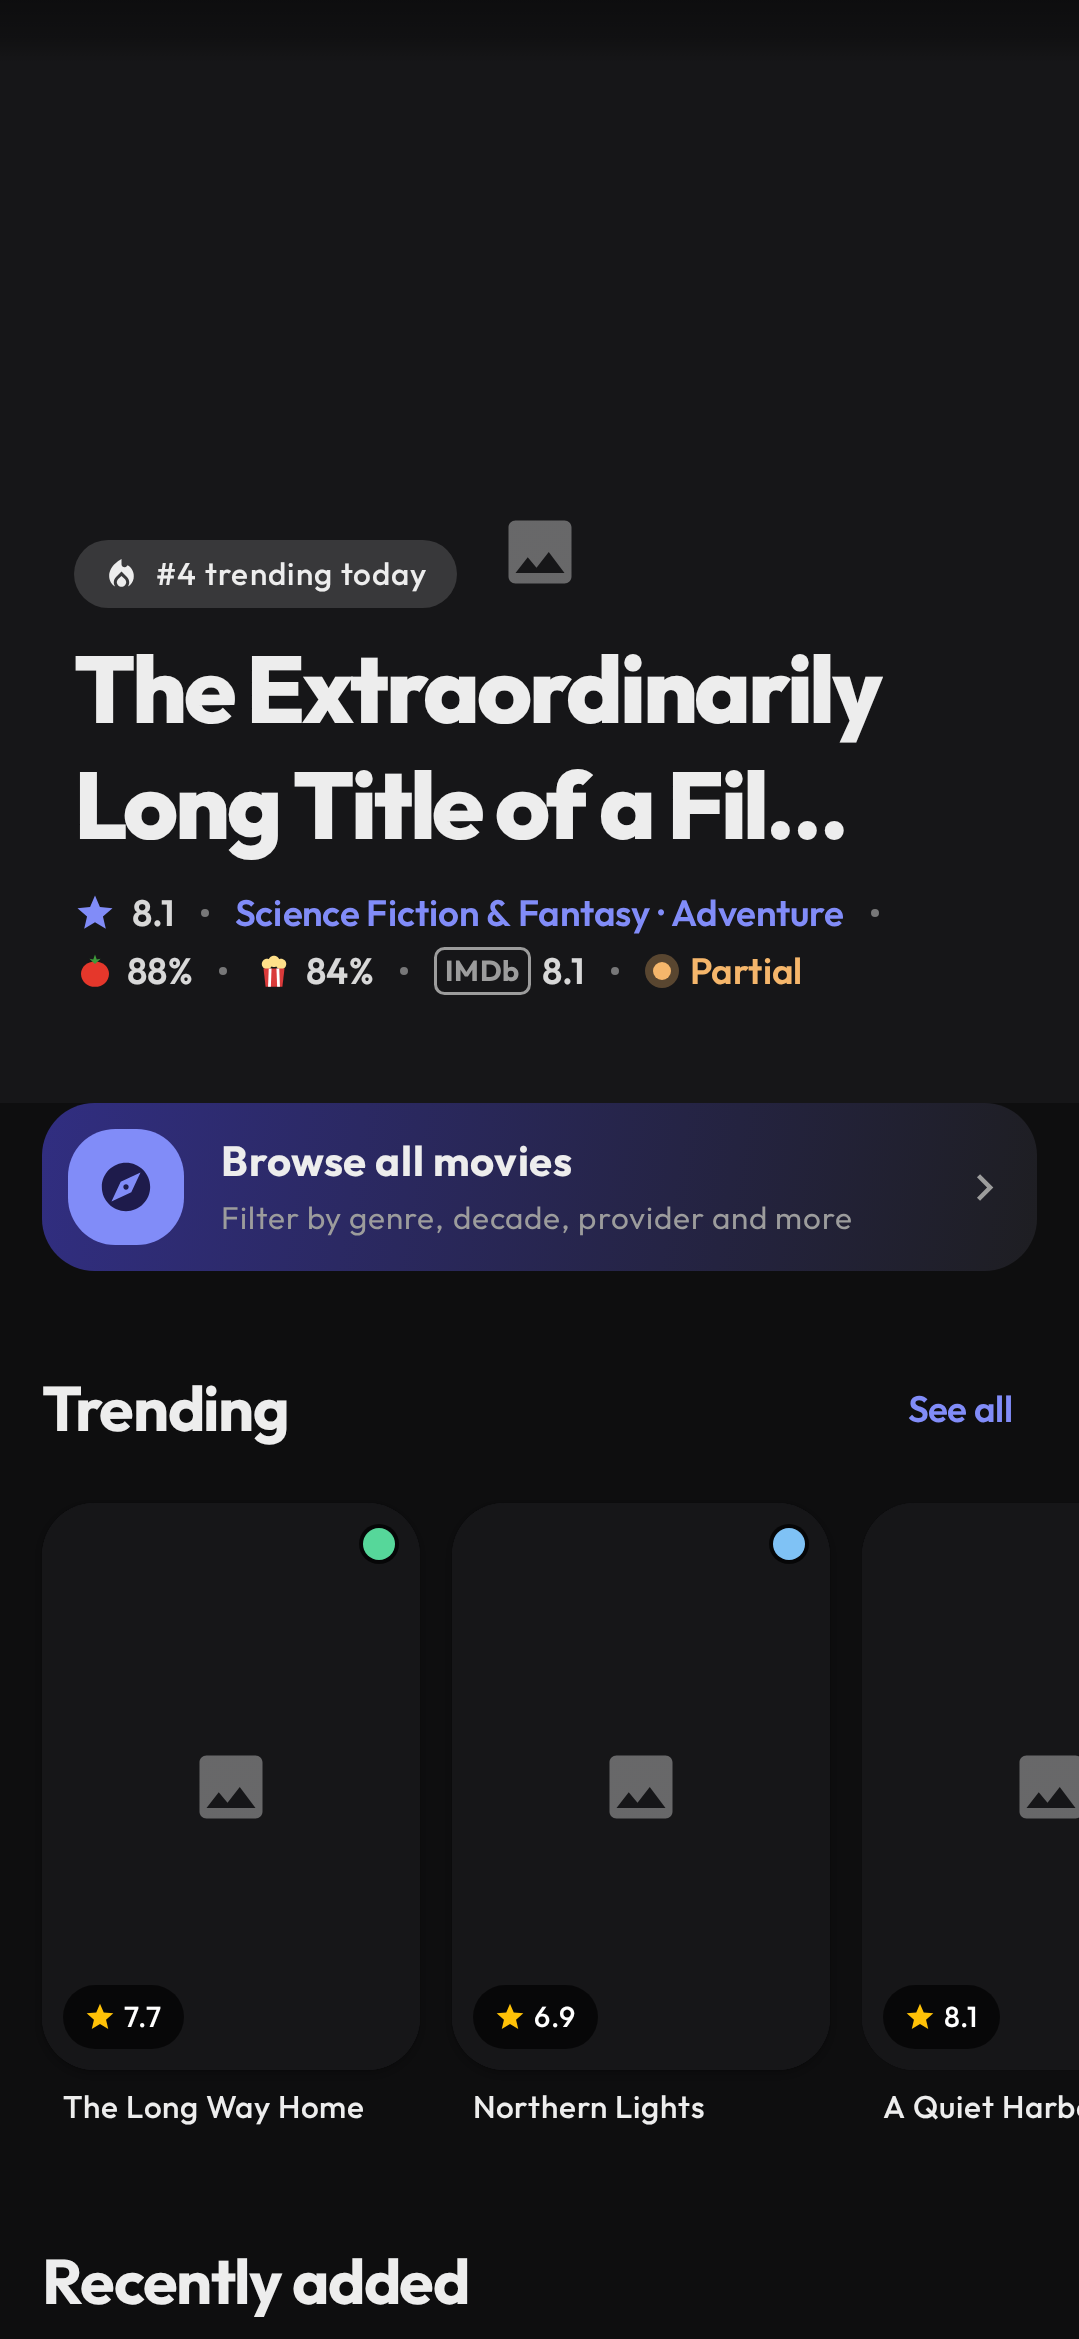 #4 trending today
The Extraordinarily
Long Title of a Fil...
8.1 • Science Fiction & Fantasy · Adventure •
88% • 84% • IMDb 8.1 • Partial
Browse all movies
Filter by genre, decade, provider and more
Trending
See all
7.7
6.9
8.1
The Long Way Home
Northern Lights
A Quiet Harb
Recently added